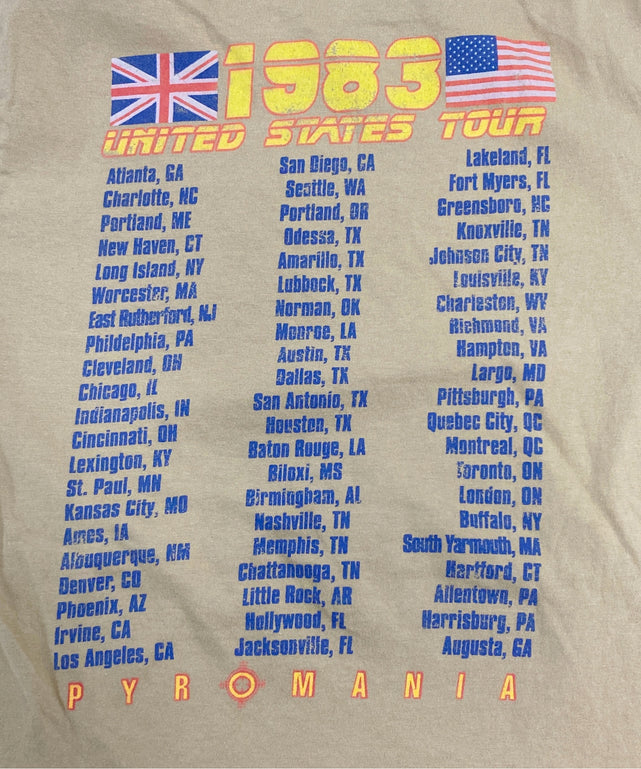 1983
UNITED STATES TOUR
Atlanta, GA
Charlotte, NC
Portland, ME
New Haven, CT
Long Island, NY
Worcester, MA
East Rutherford, NJ
Phildelphia, PA
Cleveland, OH
Chicago, IL
Indianapolis, IN
Cincinnati, OH
Lexington, KY
St. Paul, MN
Kansas City, MO
Ames, IA
Albuquerque, NM
Denver, CO
Phoenix, AZ
Irvine, CA
Los Angeles, CA
San Diego, CA
Seattle, WA
Portland, OR
Odessa, TX
Amarillo, TX
Lubbock, TX
Norman, OK
Monroe, LA
Austin, TX
Dallas, TX
San Antonio, TX
Houston, TX
Baton Rouge, LA
Biloxi, MS
Birmingham, AL
Nashville, TN
Memphis, TN
Chattanooga, TN
Little Rock, AR
Hollywood, FL
Jacksonville, FL
Lakeland, FL
Fort Myers, FL
Greensboro, NC
Knoxville, TN
Johnson City, TN
Louisville, KY
Charleston, WV
Richmond, VA
Hampton, VA
Largo, MD
Pittsburgh, PA
Quebec City, QC
Montreal, QC
Toronto, ON
London, ON
Buffalo, NY
South Yarmouth, MA
Hartford, CT
Allentown, PA
Harrisburg, PA
Augusta, GA
PYROMANIA